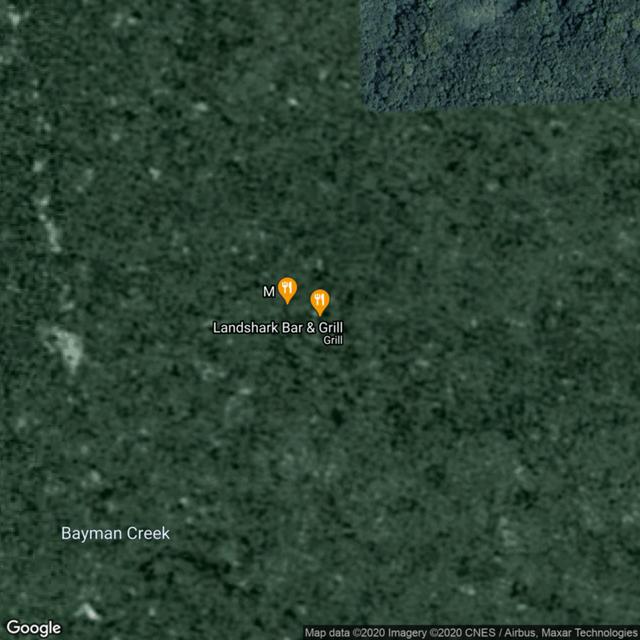 M
Landshark Bar & Grill
Grill
Bayman Creek
Google
Map data ©2020 Imagery ©2020 CNES / Airbus, Maxar Technologies